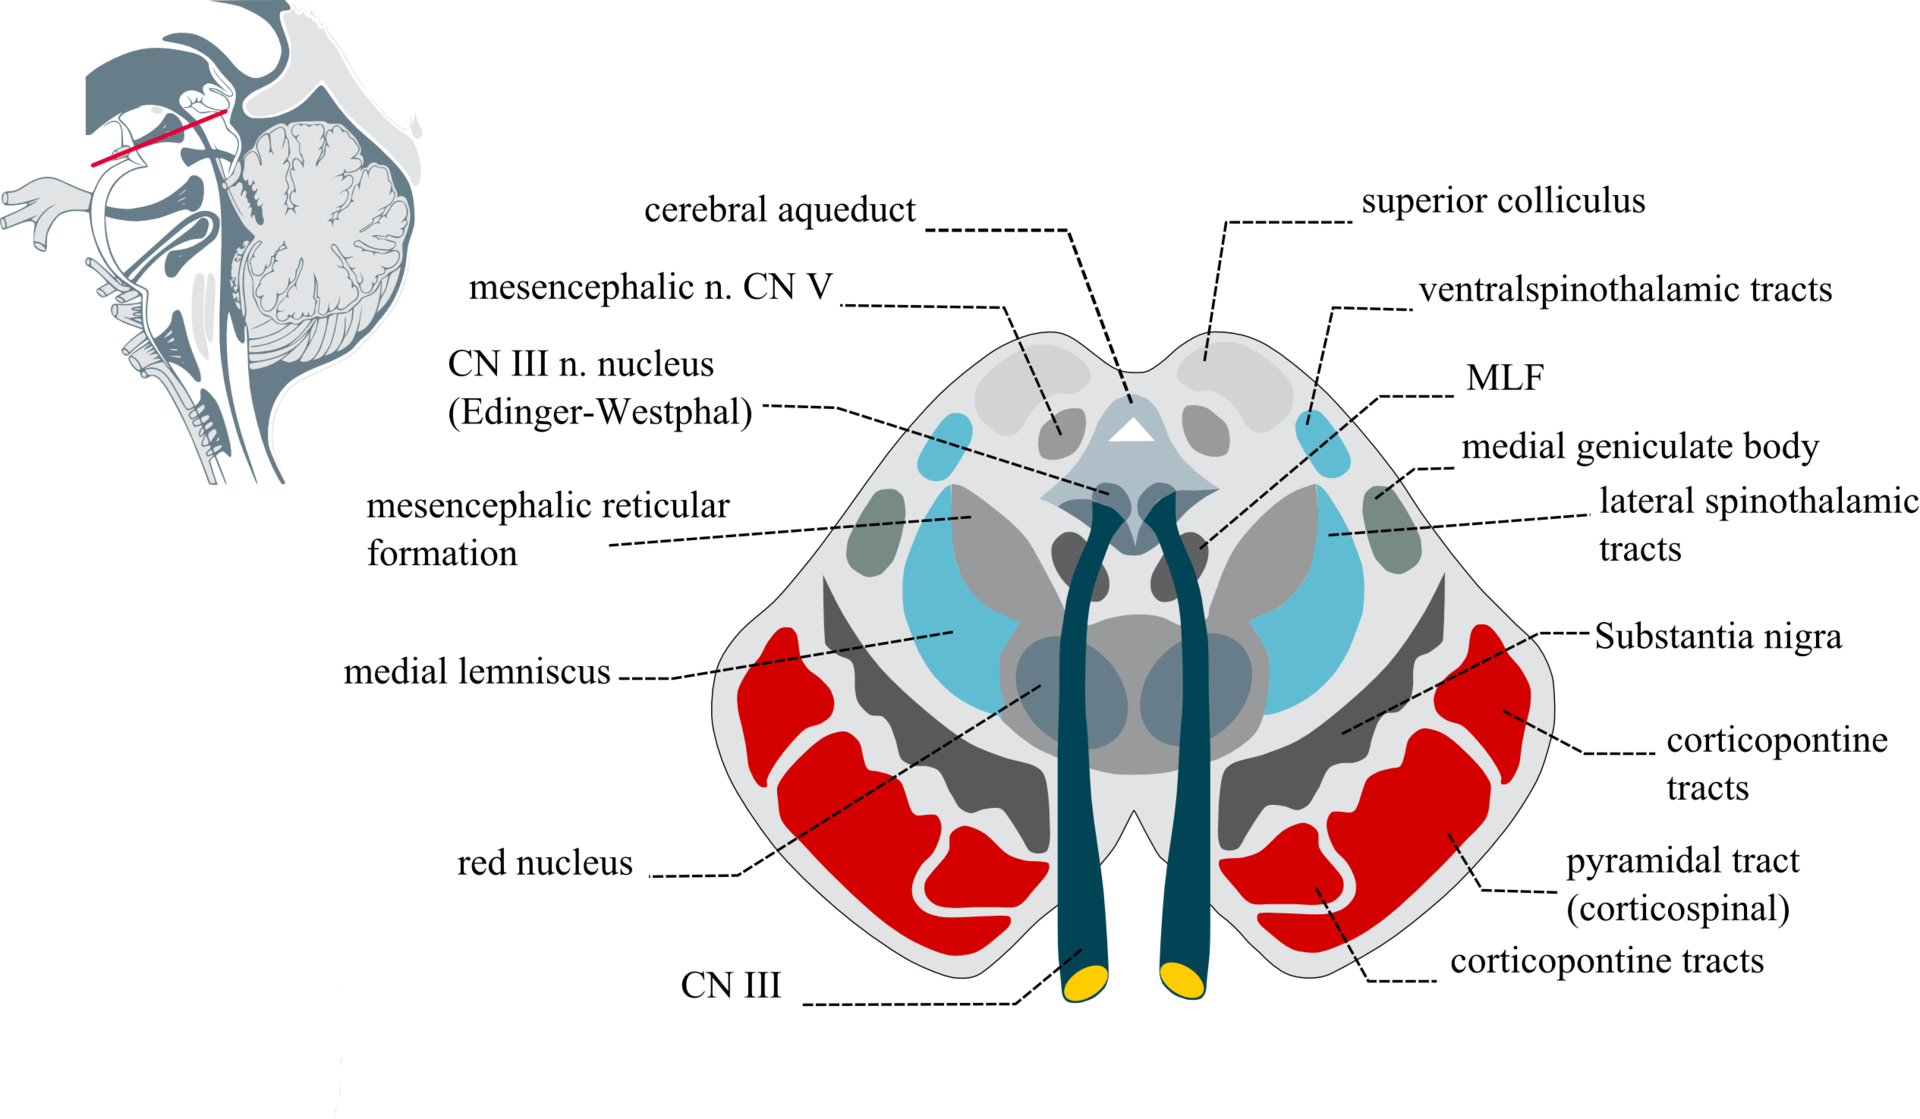 cerebral aqueduct
mesencephalic n. CN V
CN III n. nucleus
(Edinger-Westphal)
mesencephalic reticular
formation
medial lemniscus
red nucleus
CN III
superior colliculus
ventralspinothalamic tracts
MLF
medial geniculate body
lateral spinothalamic
tracts
Substantia nigra
corticopontine
tracts
pyramidal tract
(corticospinal)
corticopontine tracts